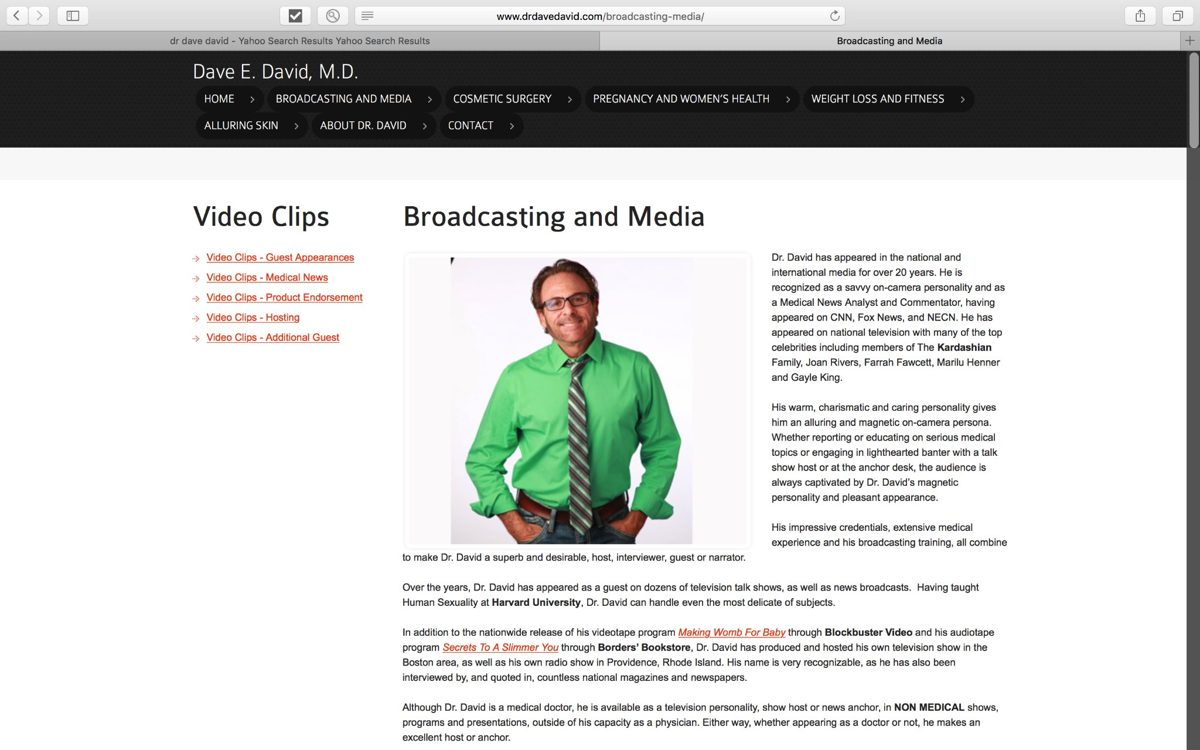 www.drdavedavid.com/broadcasting-media/
dr dave david - Yahoo Search Results Yahoo Search Results
Broadcasting and Media
Dave E. David, M.D.
HOME
BROADCASTING AND MEDIA
COSMETIC SURGERY
PREGNANCY AND WOMEN'S HEALTH
WEIGHT LOSS AND FITNESS
ALLURING SKIN
ABOUT DR. DAVID
CONTACT
Video Clips
Video Clips - Guest Appearances
Video Clips - Medical News
Video Clips - Product Endorsement
Video Clips - Hosting
Video Clips - Additional Guest
Broadcasting and Media
Dr. David has appeared in the national and
international media for over 20 years. He is
recognized as a savvy on-camera personality and as
a Medical News Analyst and Commentator, having
appeared on CNN, Fox News, and NECN. He has
appeared on national television with many of the top
celebrities including members of The Kardashian
Family, Joan Rivers, Farrah Fawcett, Marilu Henner
and Gayle King.
His warm, charismatic and caring personality gives
him an alluring and magnetic on-camera persona.
Whether reporting or educating on serious medical
topics or engaging in lighthearted banter with a talk
show host or at the anchor desk, the audience is
always captivated by Dr. David's magnetic
personality and pleasant appearance.
His impressive credentials, extensive medical
experience and his broadcasting training, all combine
to make Dr. David a superb and desirable, host, interviewer, guest or narrator.
Over the years, Dr. David has appeared as a guest on dozens of television talk shows, as well as news broadcasts.  Having taught
Human Sexuality at Harvard University, Dr. David can handle even the most delicate of subjects.
In addition to the nationwide release of his videotape program Making Womb For Baby through Blockbuster Video and his audiotape
program Secrets To A Slimmer You through Borders' Bookstore, Dr. David has produced and hosted his own television show in the
Boston area, as well as his own radio show in Providence, Rhode Island. His name is very recognizable, as he has also been
interviewed by, and quoted in, countless national magazines and newspapers.
Although Dr. David is a medical doctor, he is available as a television personality, show host or news anchor, in NON MEDICAL shows,
programs and presentations, outside of his capacity as a physician. Either way, whether appearing as a doctor or not, he makes an
excellent host or anchor.